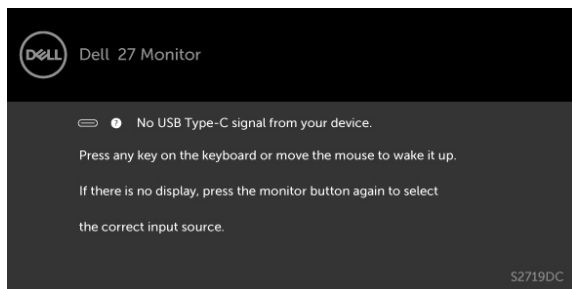 DELL
Dell 27 Monitor
? No USB Type-C signal from your device.
Press any key on the keyboard or move the mouse to wake it up.
If there is no display, press the monitor button again to select
the correct input source.
S2719DC